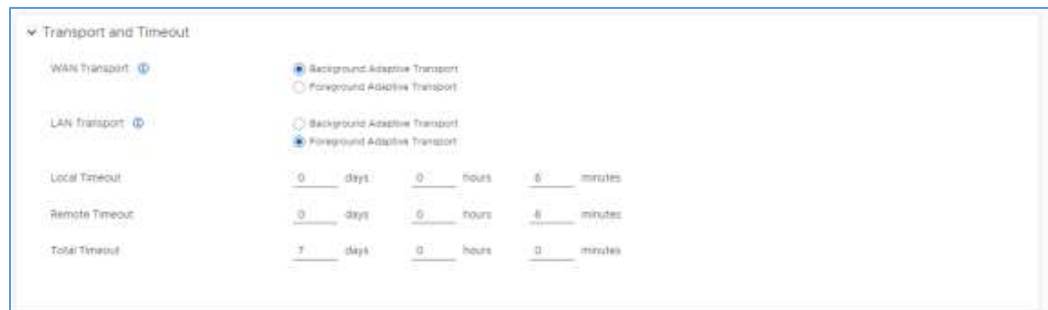 Transport and Timeout
WAN Transport
Background Adaptive Transport
Foreground Adaptive Transport
LAN Transport
Background Adaptive Transport
Foreground Adaptive Transport
Local Timeout 0 days 0 hours 6 minutes
Remote Timeout 0 days 0 hours 6 minutes
Total Timeout 7 days 0 hours 0 minutes